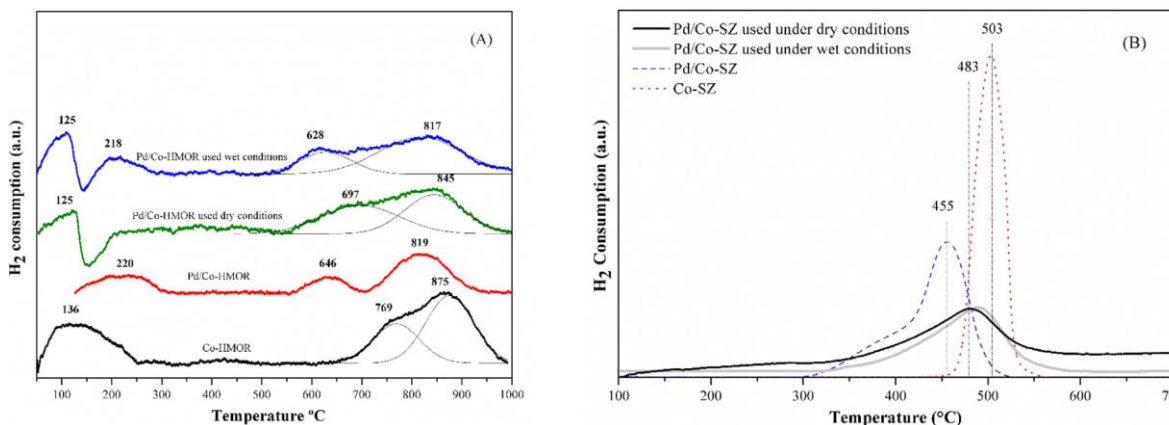 (A)
125
218
628
817
Pd/Co-HMOR used wet conditions
125
697
845
Pd/Co-HMOR used dry conditions
220
646
819
Pd/Co-HMOR
136
769
875
Co-HMOR
H2 consumption (a.u.)
100 200 300 400 500 600 700 800 900 1000
Temperature ºC
(B)
Pd/Co-SZ used under dry conditions
Pd/Co-SZ used under wet conditions
Pd/Co-SZ
Co-SZ
503
483
455
H2 Consumption (a.u.)
100 200 300 400 500 600 70
Temperature (°C)